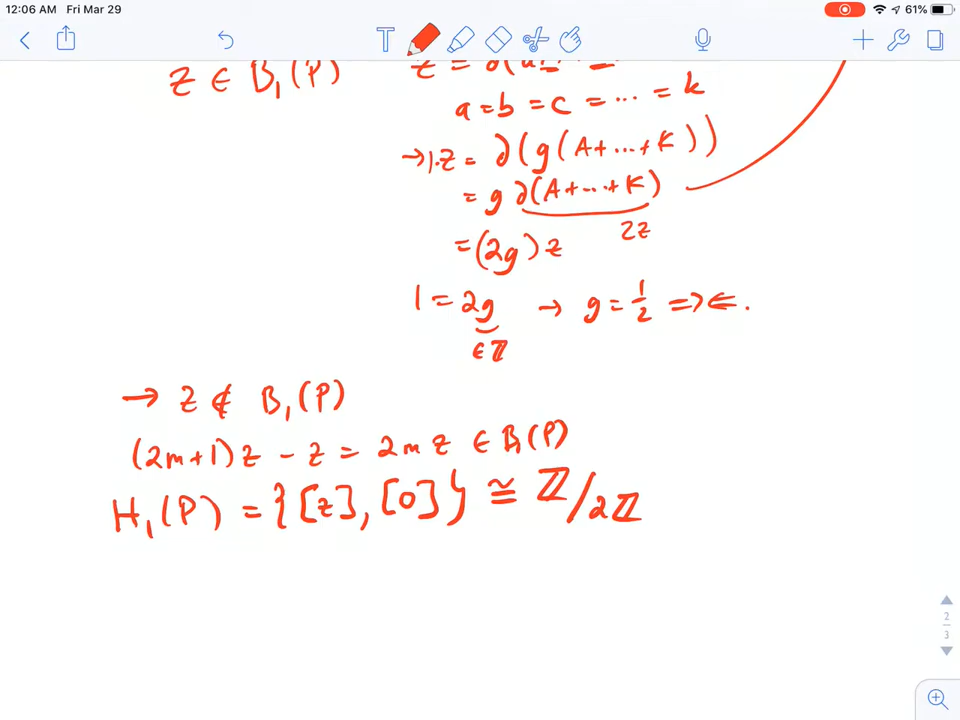 12:06 AM Fri Mar 29 61%
T
z ∈ B₁(P)
a = b = c = ... = k
→ 1·z = ∂(g(A+...+K))
= g ∂(A+...+K)
2z
= (2g) z
1 = 2g → g = 1/2 ⇒⇐.
∈ ℤ
→ z ∉ B₁(P)
(2m+1)z - z = 2mz ∈ B₁(P)
H₁(P) = {[z], [0]} ≅ ℤ/2ℤ
2
3